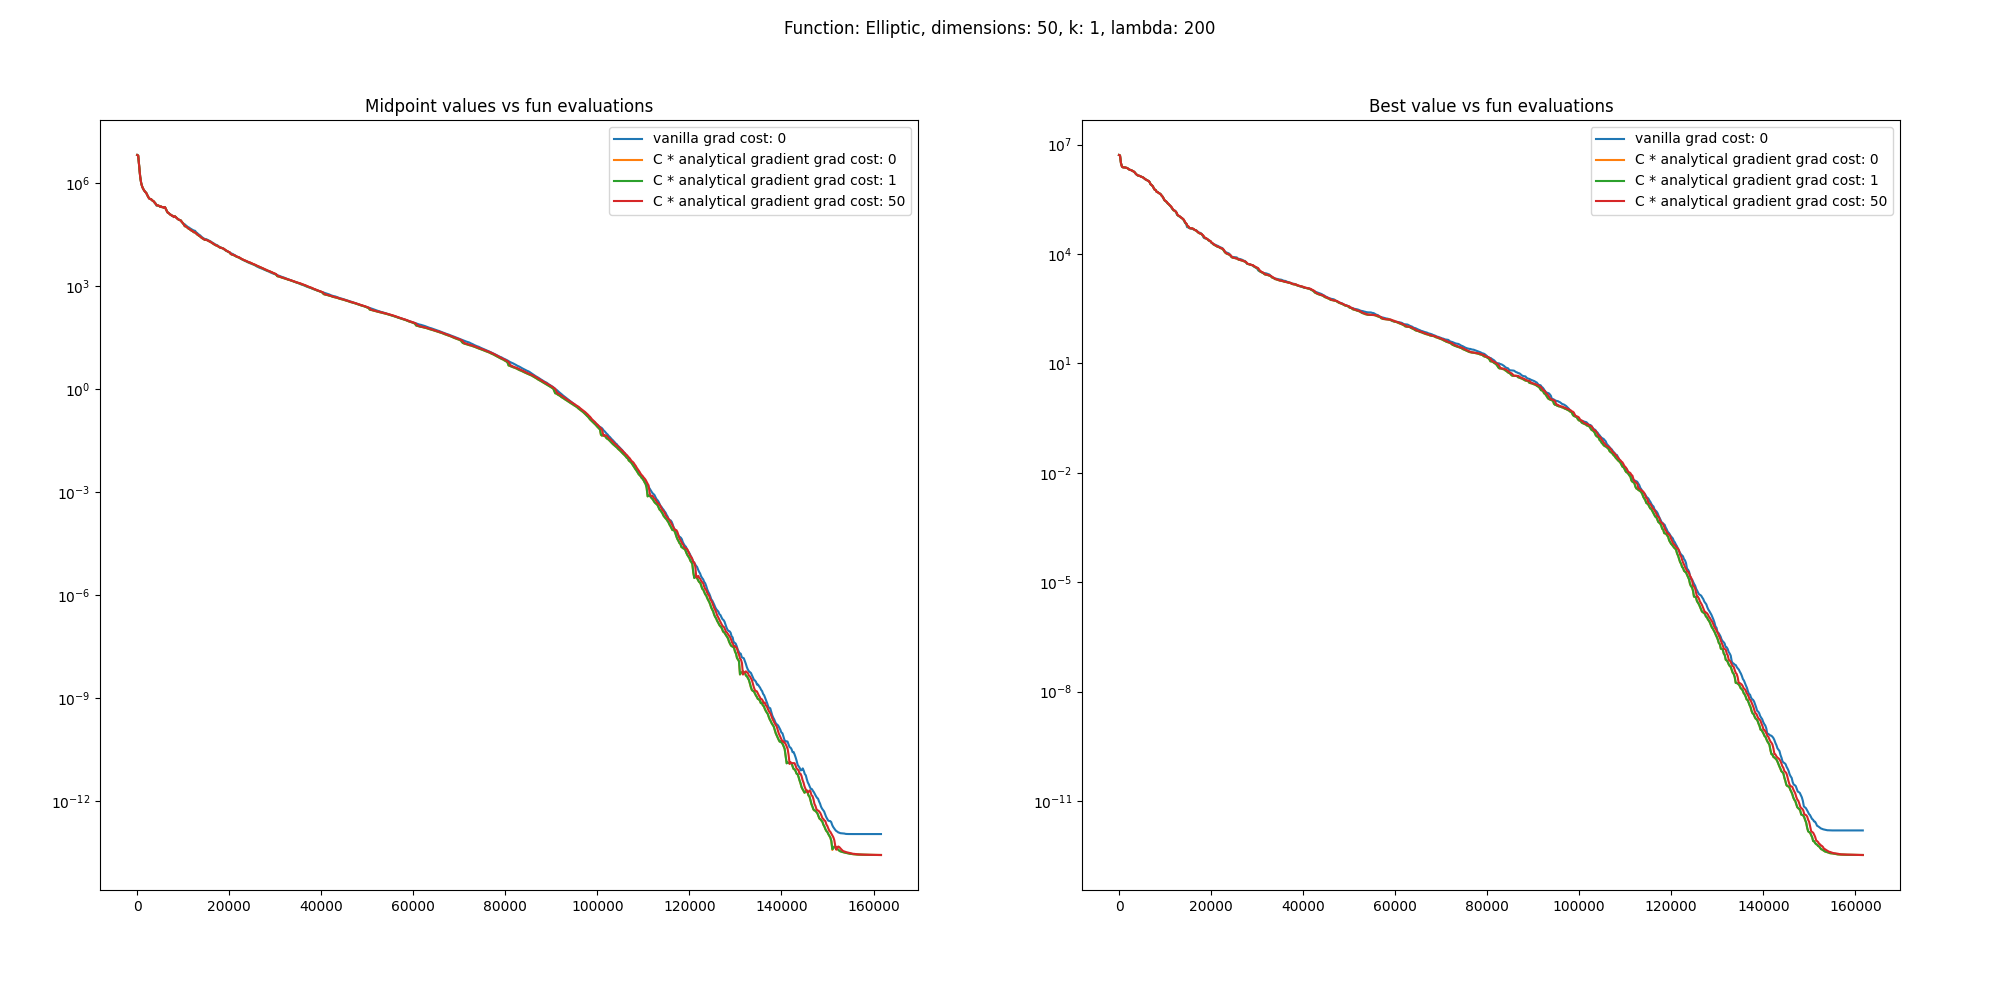 Function: Elliptic, dimensions: 50, k: 1, lambda: 200
Midpoint values vs fun evaluations
vanilla grad cost: 0
C * analytical gradient grad cost: 0
C * analytical gradient grad cost: 1
C * analytical gradient grad cost: 50
10^6
10^3
10^0
10^-3
10^-6
10^-9
10^-12
0 20000 40000 60000 80000 100000 120000 140000 160000
Best value vs fun evaluations
vanilla grad cost: 0
C * analytical gradient grad cost: 0
C * analytical gradient grad cost: 1
C * analytical gradient grad cost: 50
10^7
10^4
10^1
10^-2
10^-5
10^-8
10^-11
0 20000 40000 60000 80000 100000 120000 140000 160000